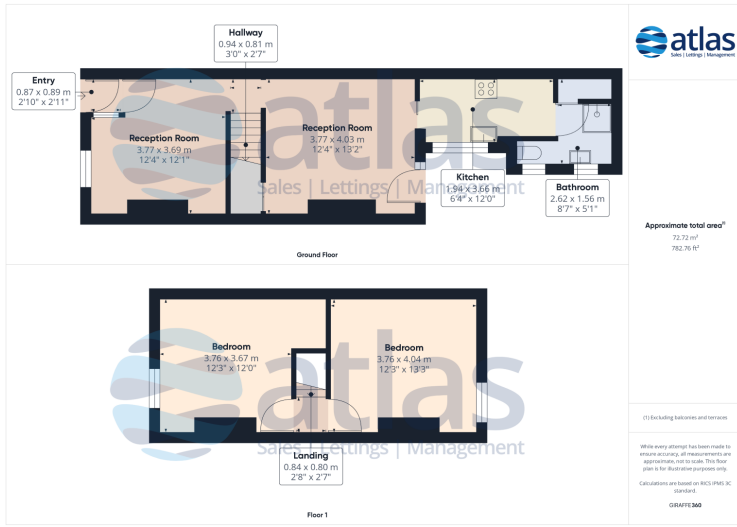 Hallway
0.94 x 0.81 m
3'0" x 2'7"
Entry
0.87 x 0.89 m
2'10" x 2'11"
Reception Room
3.77 x 3.69 m
12'4" x 12'1"
Reception Room
3.77 x 4.03 m
12'4" x 13'2"
Kitchen
1.94 x 3.66 m
6'4" x 12'0"
Bathroom
2.62 x 1.56 m
8'7" x 5'1"
atlas
Sales | Lettings | Management
Ground Floor
Bedroom
3.76 x 3.67 m
12'3" x 12'0"
Bedroom
3.76 x 4.04 m
12'3" x 13'3"
Landing
0.84 x 0.80 m
2'8" x 2'7"
atlas
Sales | Lettings | Management
Floor 1
atlas
Sales | Lettings | Management
Approximate total area⁽¹⁾
72.72 m²
782.76 ft²
(1) Excluding balconies and terraces
While every attempt has been made to
ensure accuracy, all measurements are
approximate, not to scale. This floor
plan is for illustrative purposes only.
Calculations are based on RICS IPMS 3C
standard.
GIRAFFE360